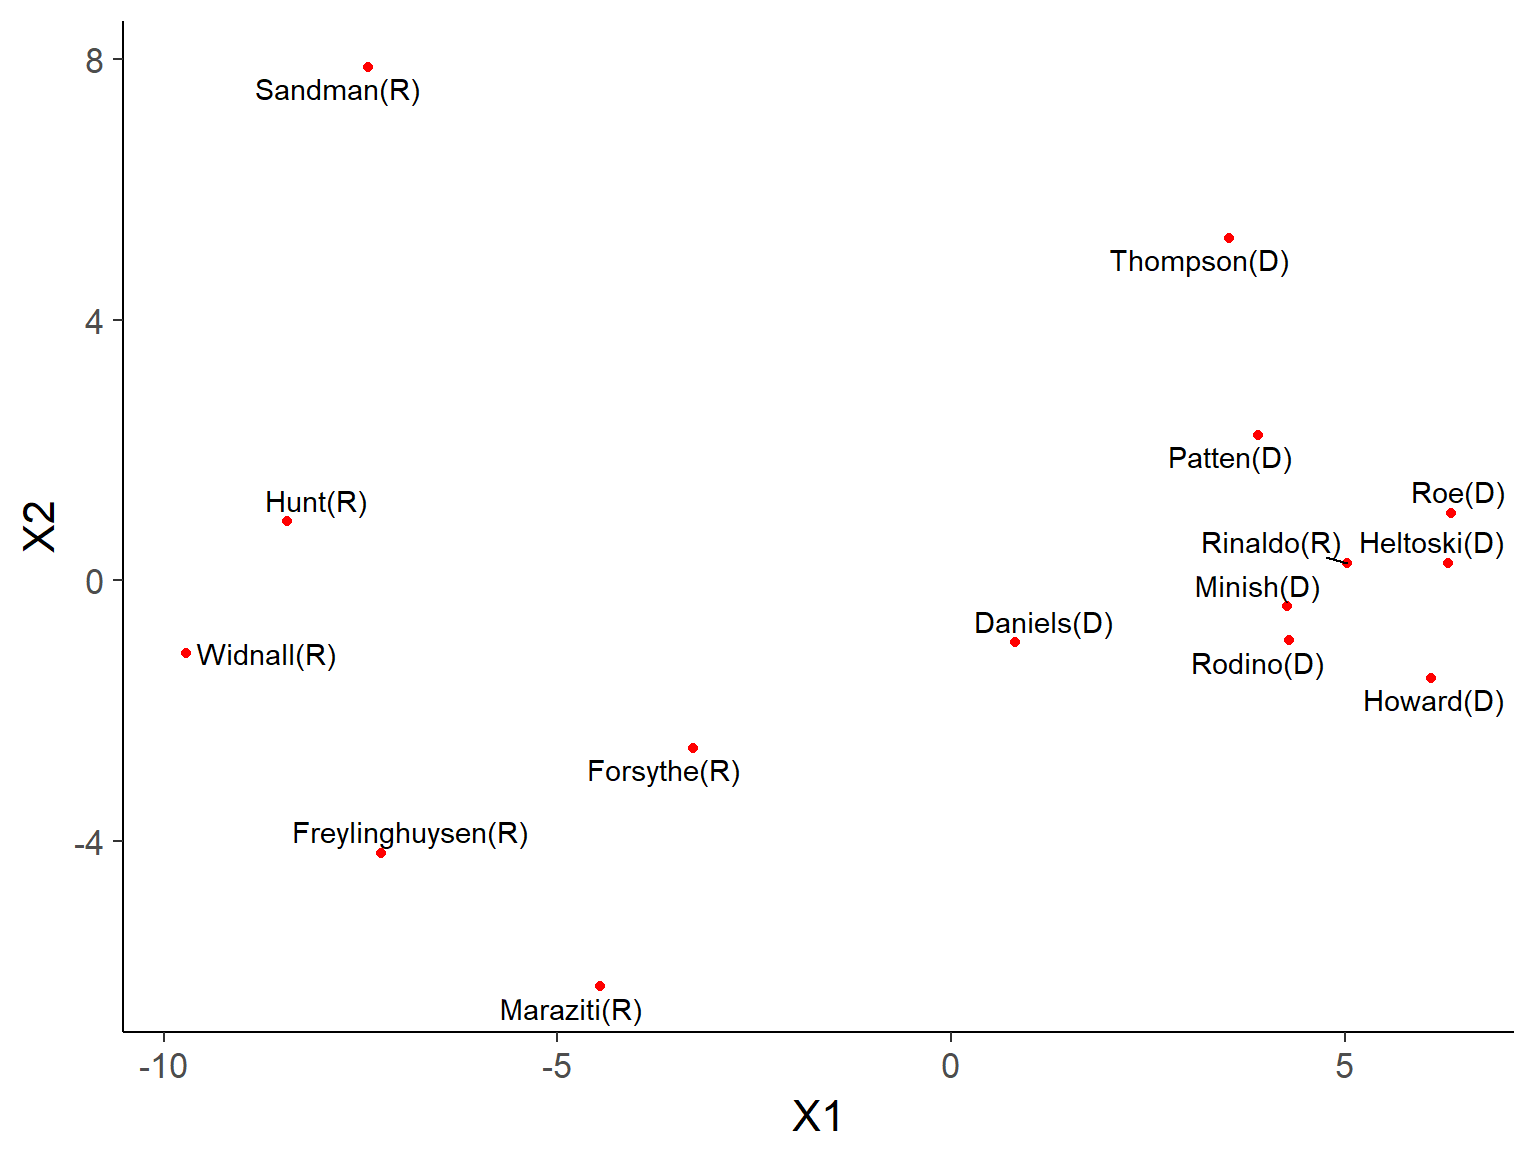 8
Sandman(R)
Thompson(D)
4
Patten(D)
Roe(D)
Hunt(R)
Rinaldo(R) Heltoski(D)
X2
0
Minish(D)
Daniels(D)
Widnall(R)
Rodino(D)
Howard(D)
Forsythe(R)
Freylinghuysen(R)
-4
Maraziti(R)
-10 -5 0 5
X1